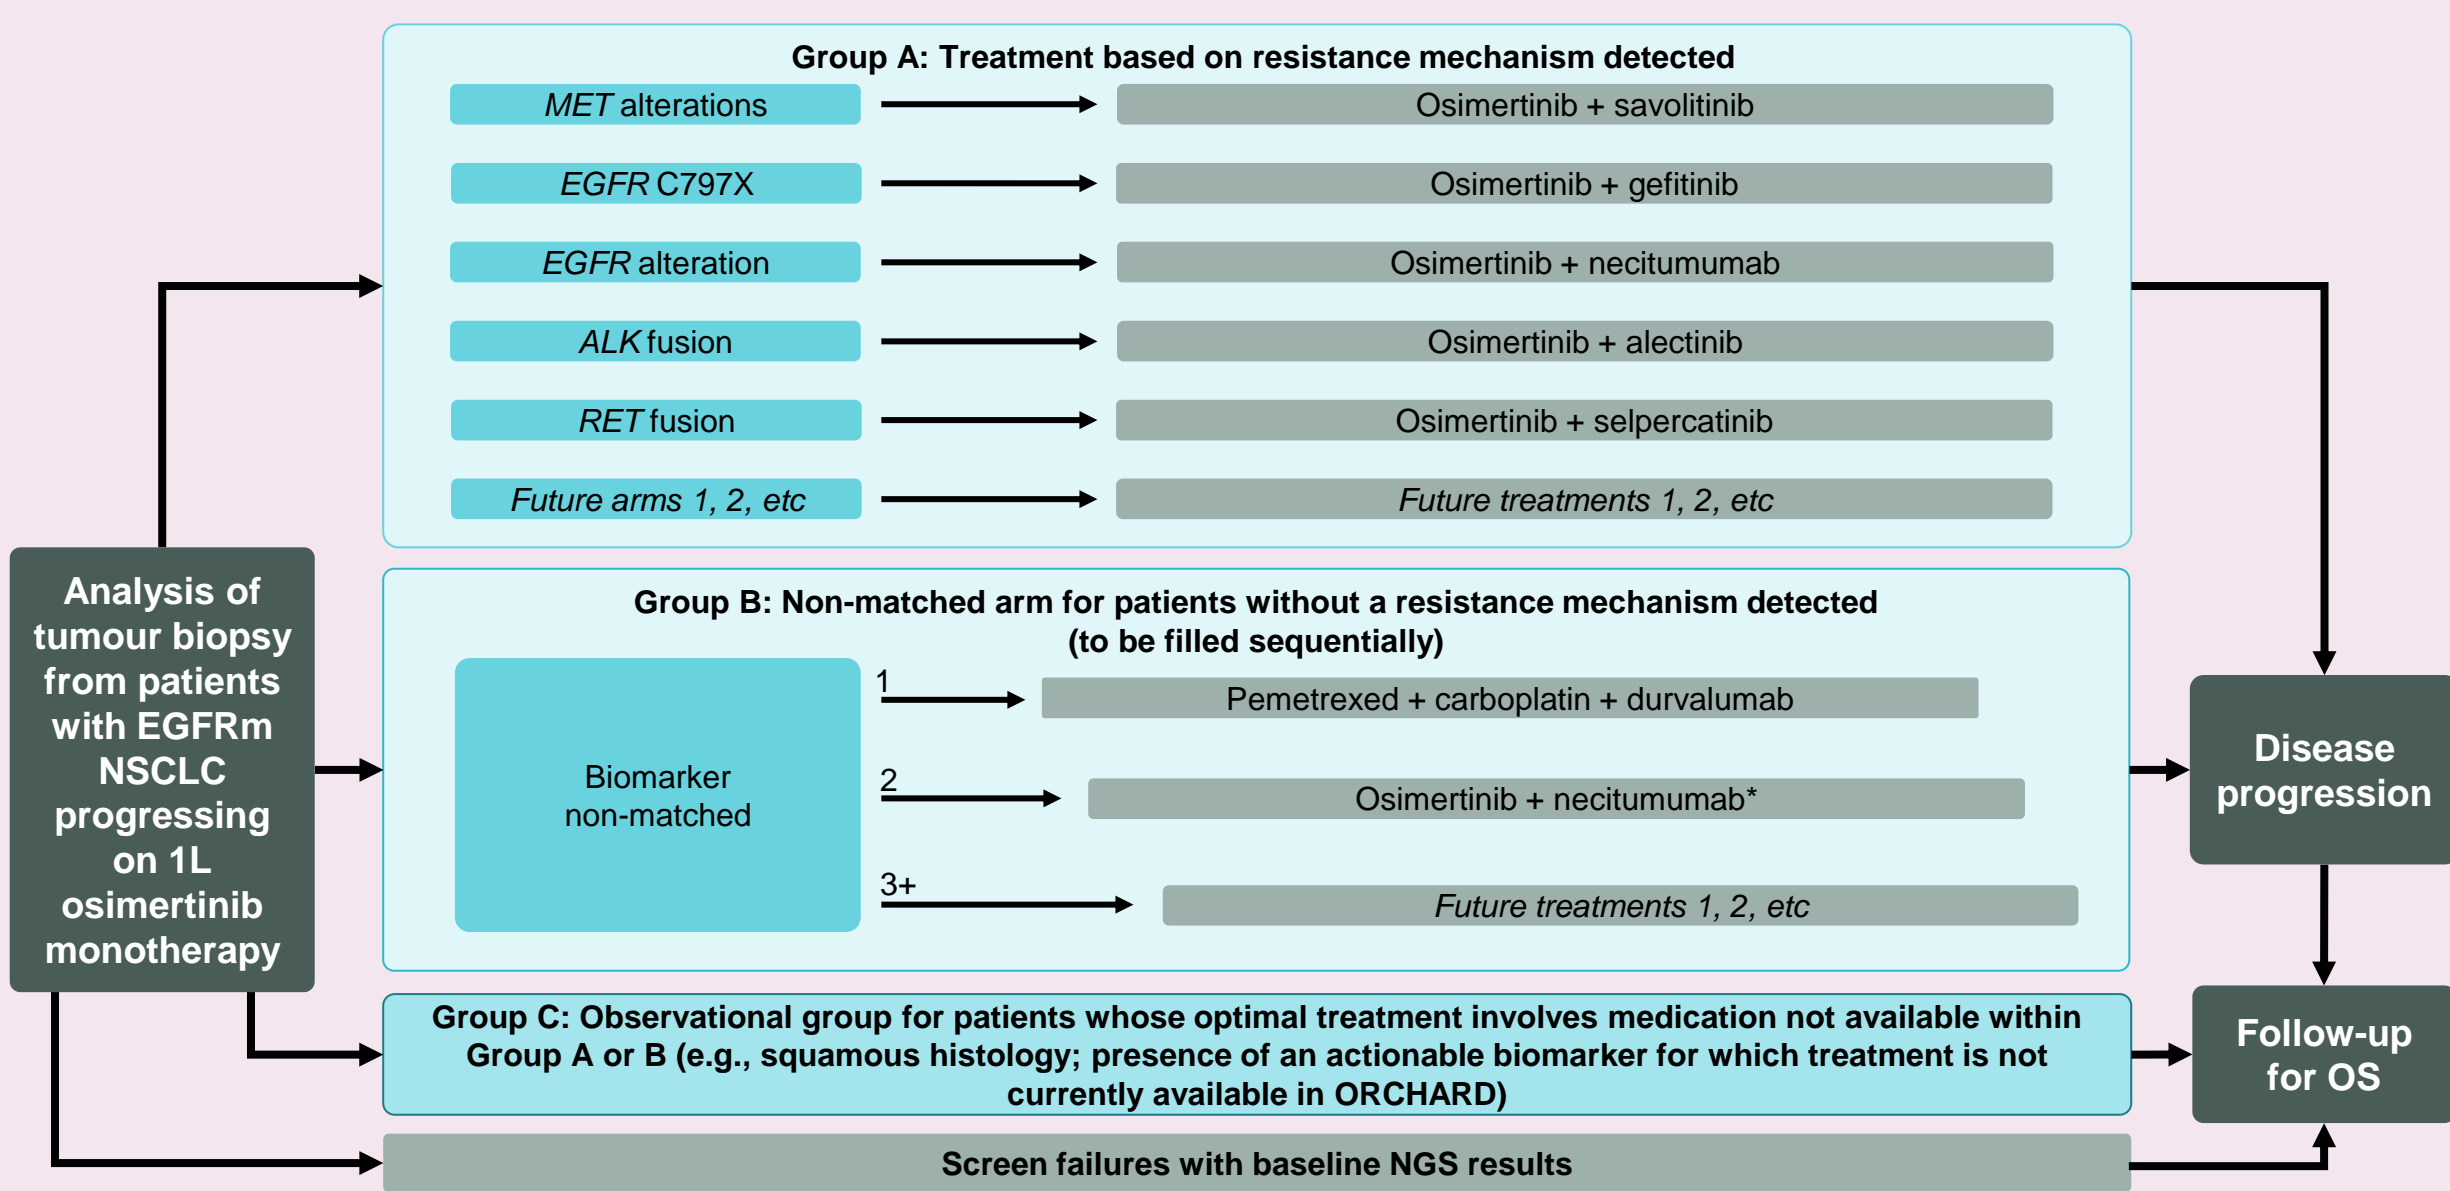 Group A: Treatment based on resistance mechanism detected
MET alterations
Osimertinib + savolitinib
EGFR C797X
Osimertinib + gefitinib
EGFR alteration
Osimertinib + necitumumab
ALK fusion
Osimertinib + alectinib
RET fusion
Osimertinib + selpercatinib
Future arms 1, 2, etc
Future treatments 1, 2, etc
Analysis of
tumour biopsy
from patients
with EGFRm
NSCLC
progressing
on 1L
osimertinib
monotherapy
Group B: Non-matched arm for patients without a resistance mechanism detected
(to be filled sequentially)
Biomarker
non-matched
1
Pemetrexed + carboplatin + durvalumab
2
Osimertinib + necitumumab*
3+
Future treatments 1, 2, etc
Disease
progression
Group C: Observational group for patients whose optimal treatment involves medication not available within
Group A or B (e.g., squamous histology; presence of an actionable biomarker for which treatment is not
currently available in ORCHARD)
Follow-up
for OS
Screen failures with baseline NGS results